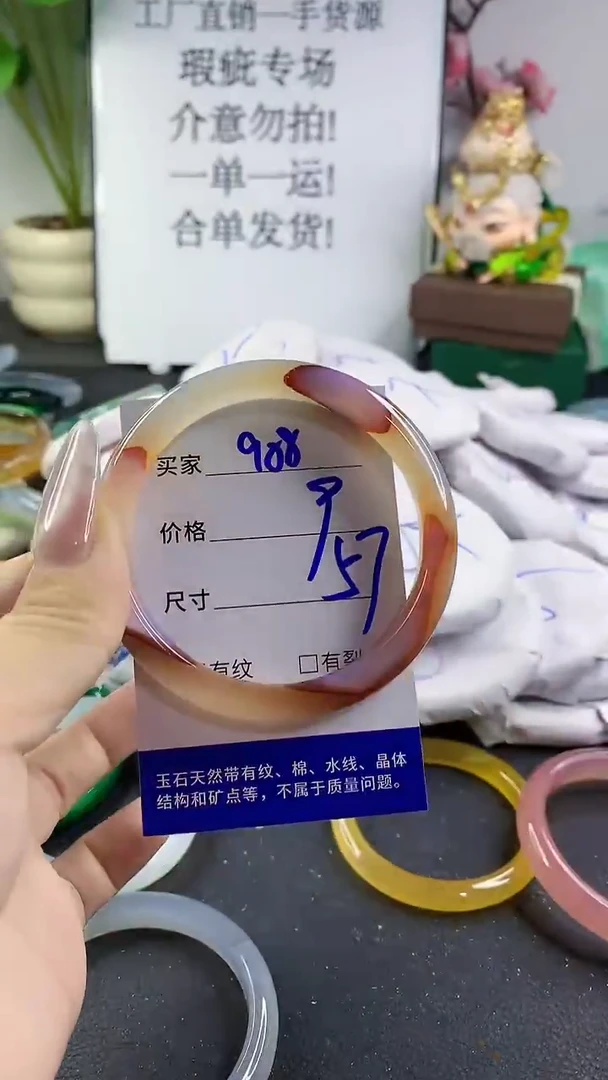 工厂直销一手货源
瑕疵专场
介意勿拍!
一单一运!
合单发货!
买家 908
价格 9
尺寸 57
有纹 □有裂
玉石天然带有纹、棉、水线、晶体
结构和矿点等，不属于质量问题。